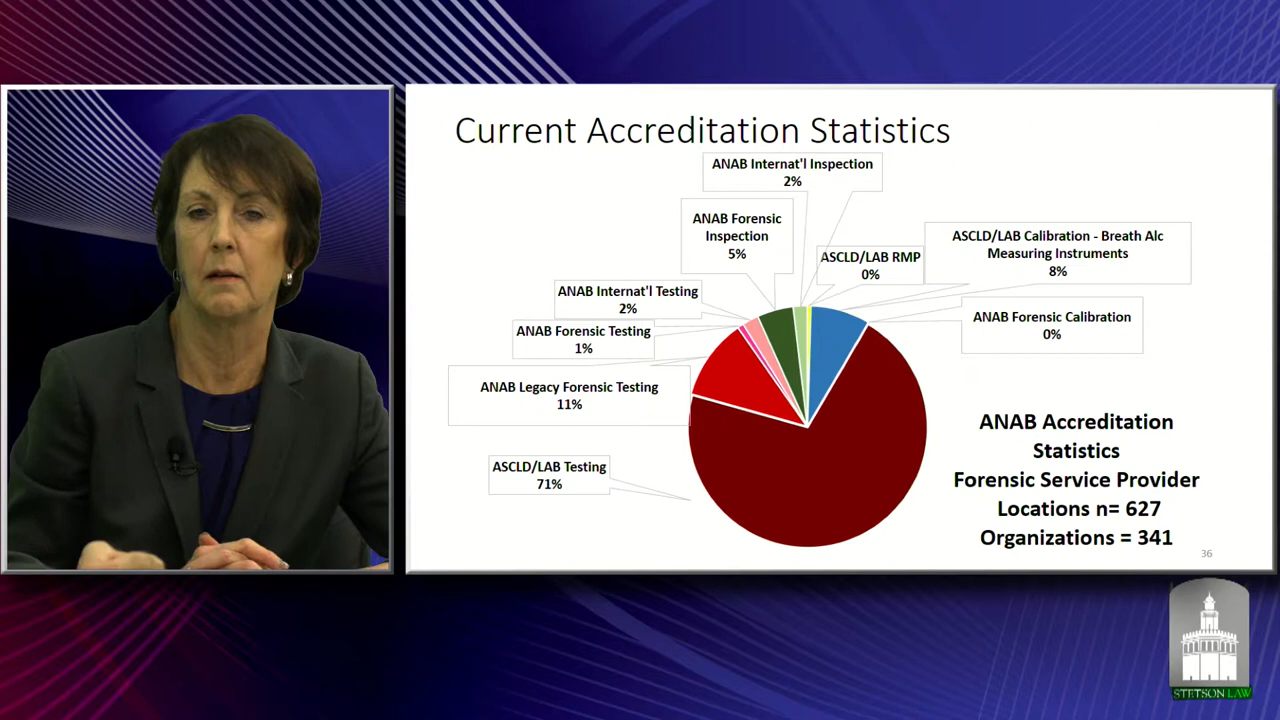 Current Accreditation Statistics
ANAB Internat'l Inspection
2%
ANAB Forensic
Inspection
5%
ASCLD/LAB RMP
0%
ASCLD/LAB Calibration - Breath Alc
Measuring Instruments
8%
ANAB Internat'l Testing
2%
ANAB Forensic Testing
1%
ANAB Forensic Calibration
0%
ANAB Legacy Forensic Testing
11%
ASCLD/LAB Testing
71%
ANAB Accreditation
Statistics
Forensic Service Provider
Locations n= 627
Organizations = 341
36
STETSON LAW